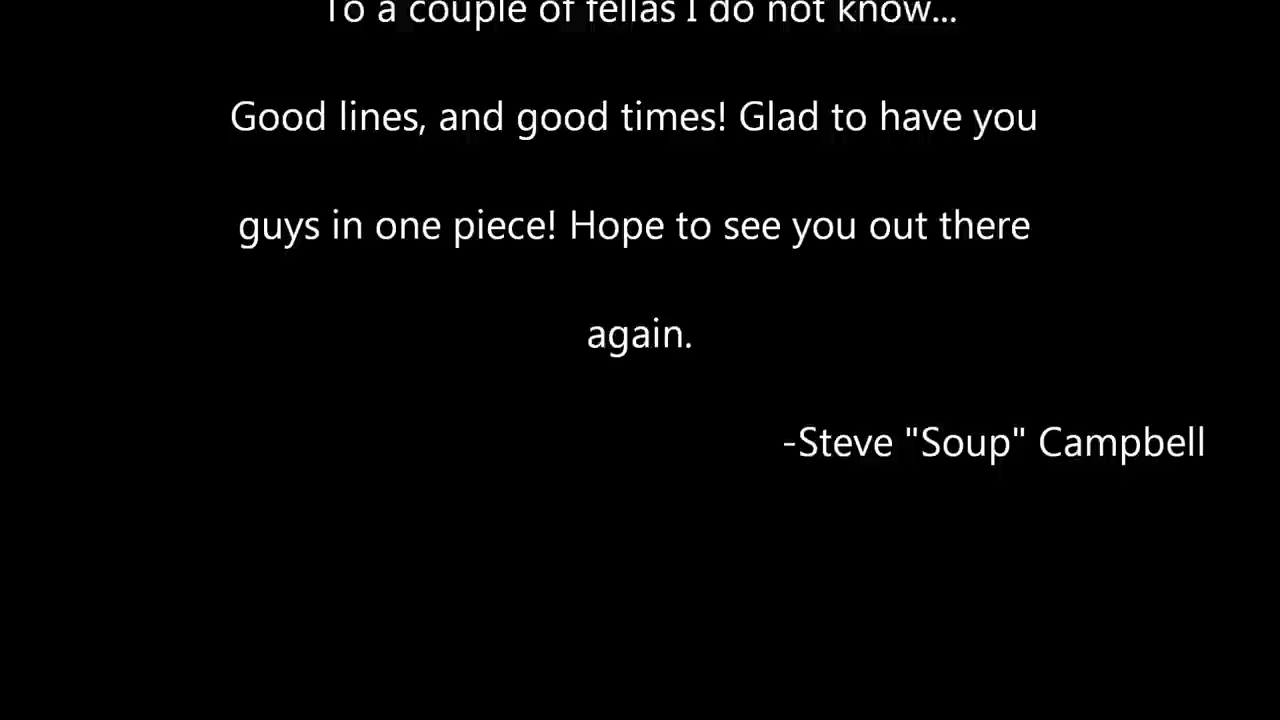 To a couple of fellas I do not know...
Good lines, and good times! Glad to have you
guys in one piece! Hope to see you out there
again.
-Steve "Soup" Campbell